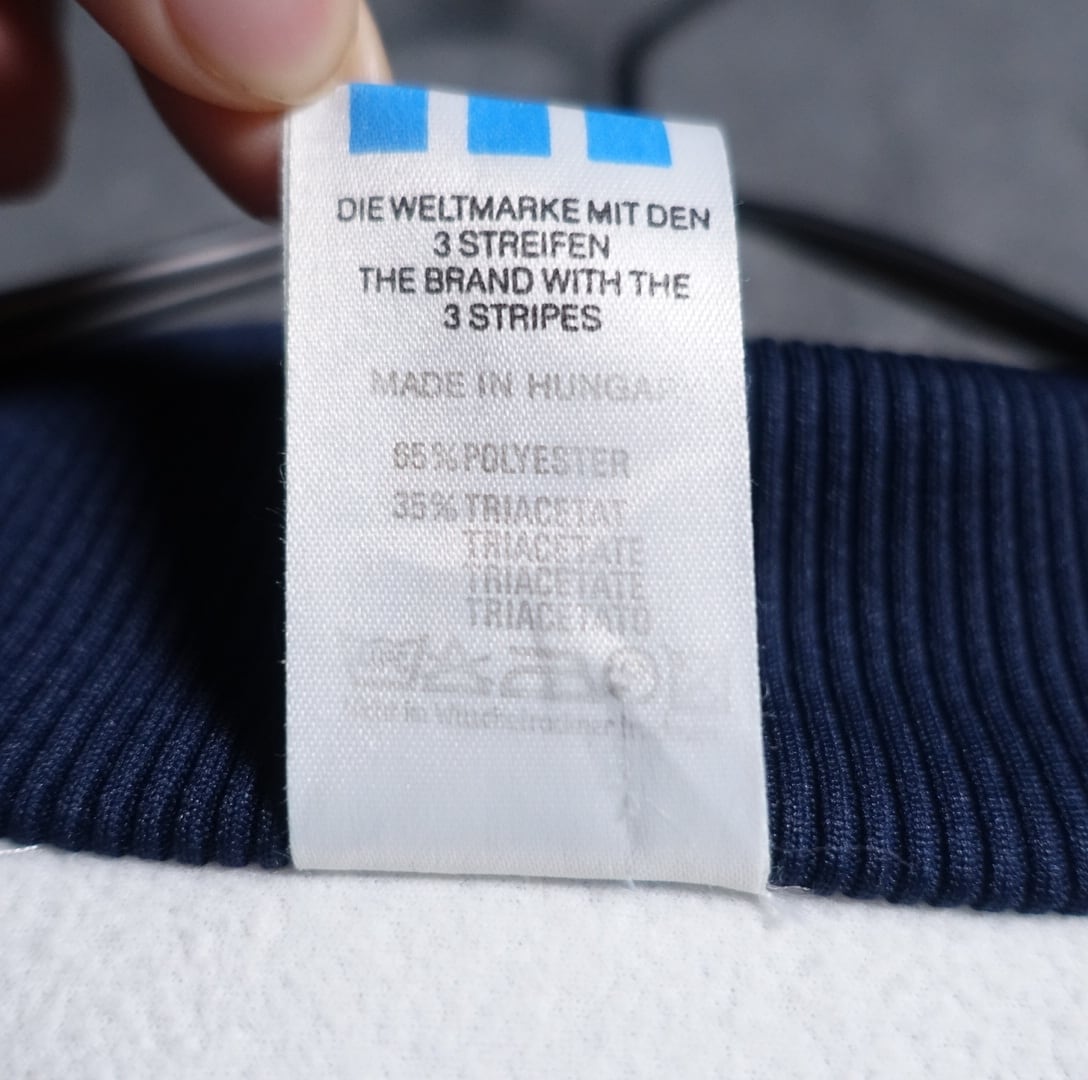 DIE WELTMARKE MIT DEN
3 STREIFEN
THE BRAND WITH THE
3 STRIPES
MADE IN HUNGARY
65% POLYESTER
35% TRIACETAT
TRIACETATE
TRIACETATE
TRIACETATO